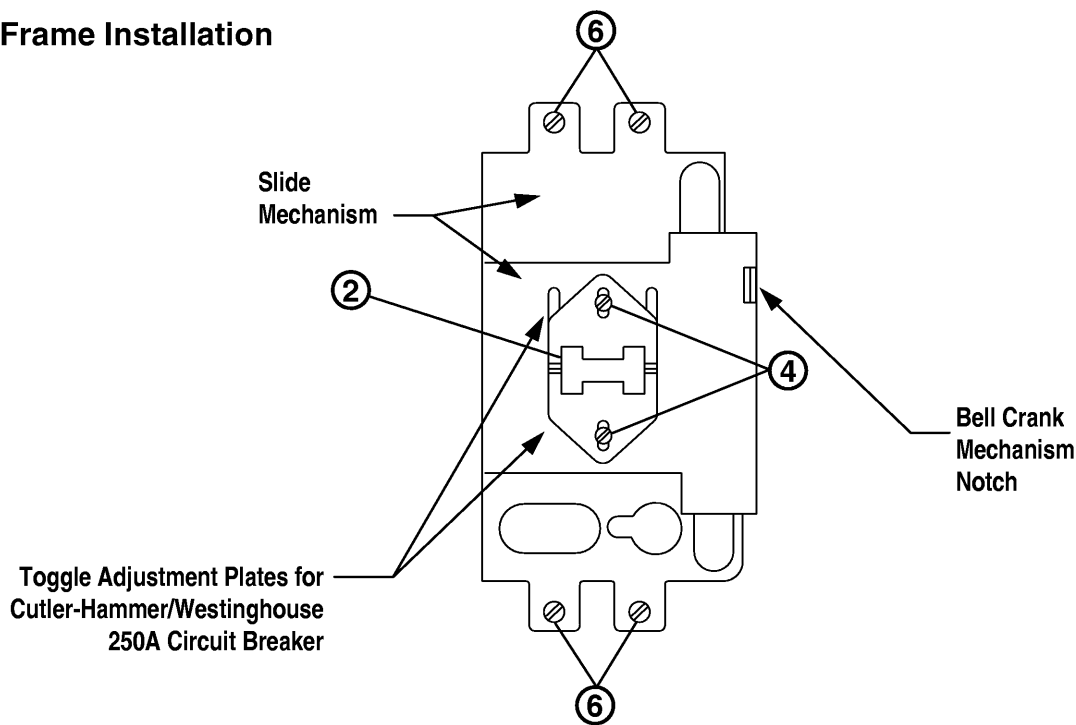 Frame Installation
6
Slide
Mechanism
2
4
Bell Crank
Mechanism
Notch
Toggle Adjustment Plates for
Cutler-Hammer/Westinghouse
250A Circuit Breaker
6